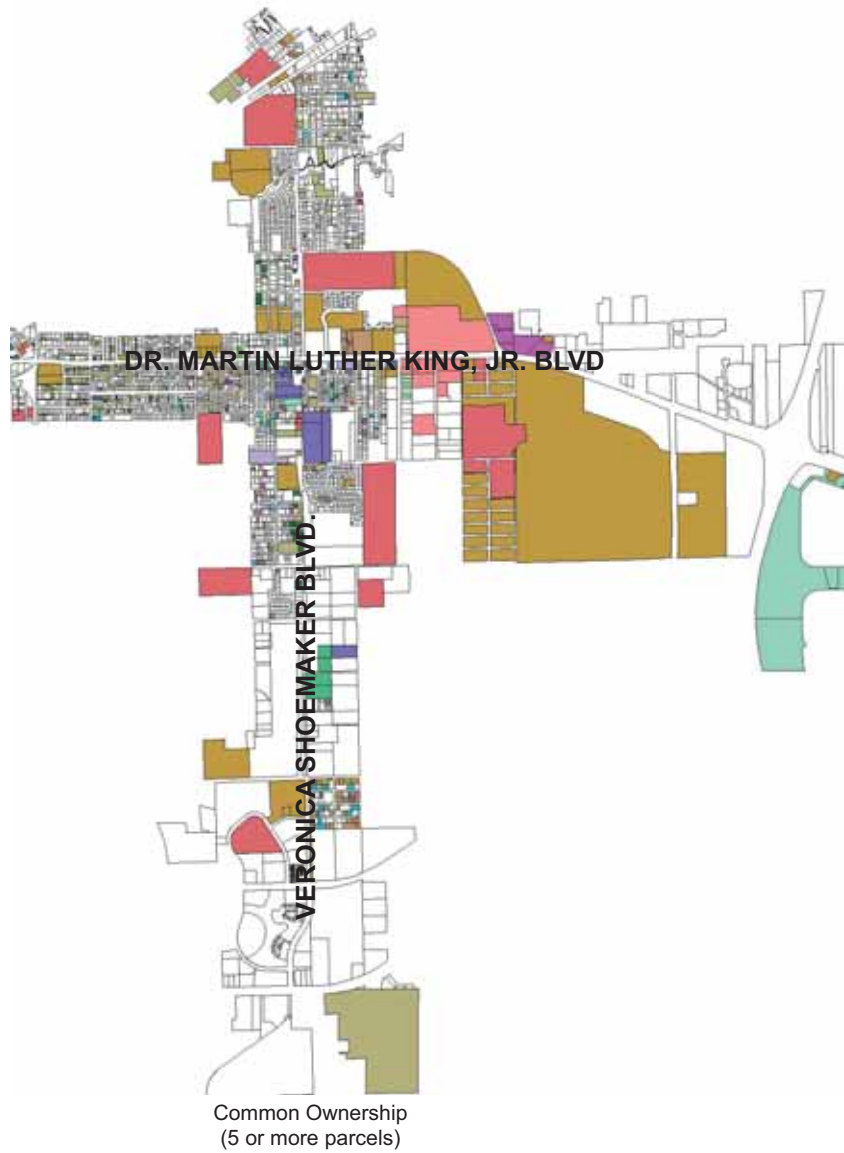 DR. MARTIN LUTHER KING, JR. BLVD
VERONICA SHOEMAKER BLVD.
Common Ownership
(5 or more parcels)